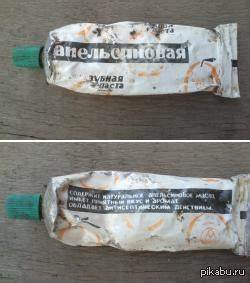 апельсиновая
ЗУБНАЯ
паста
СОДЕРЖИТ НАТУРАЛЬНОЕ АПЕЛЬСИНОВОЕ МАСЛО,
ИМЕЕТ ПРИЯТНЫЙ ВКУС И АРОМАТ.
ОБЛАДАЕТ АНТИСЕПТИЧЕСКИМ ДЕЙСТВИЕМ.
pikabu.ru